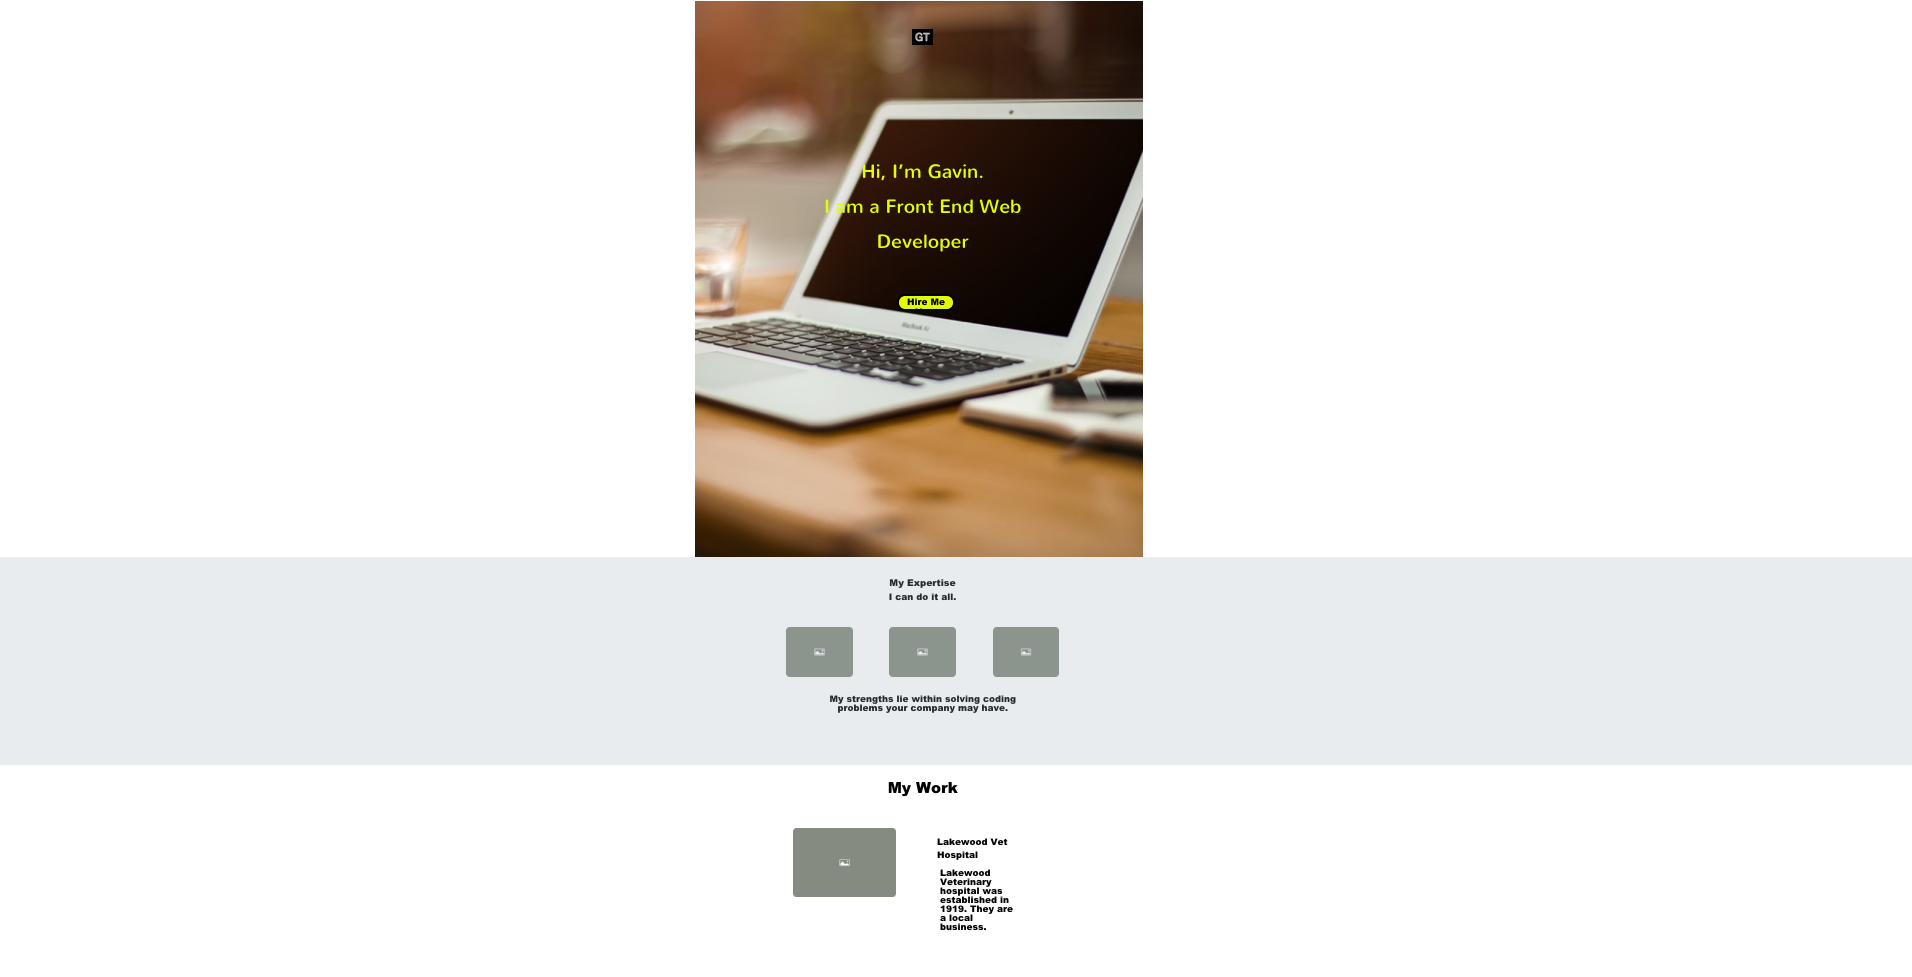 GT
Hi, I'm Gavin.
I am a Front End Web
Developer
Hire Me
MacBook Air
My Expertise
I can do it all.
My strengths lie within solving coding
problems your company may have.
My Work
Lakewood Vet
Hospital
Lakewood
Veterinary
hospital was
established in
1919. They are
a local
business.